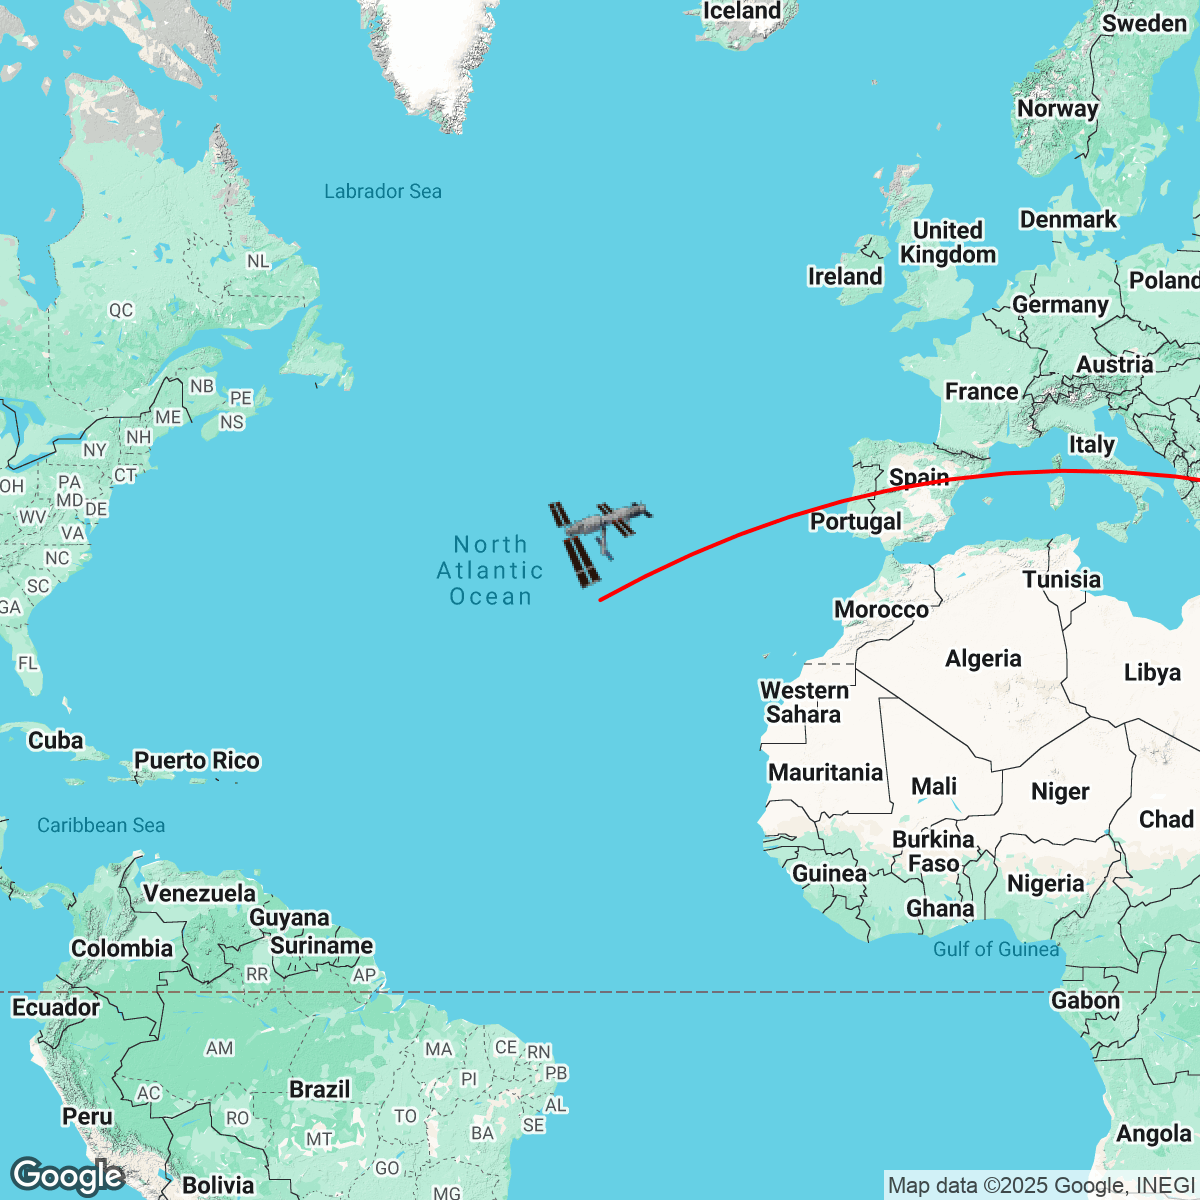 Iceland
Sweden
Norway
Labrador Sea
Denmark
United
Kingdom
Ireland
NL
Poland
Germany
QC
Austria
France
NB
PE
ME
NS
Italy
NH
NY
CT
Spain
OH
PA
MD
DE
WV
Portugal
VA
North
Atlantic
Ocean
NC
SC
Tunisia
GA
Morocco
FL
Algeria
Libya
Western
Sahara
Cuba
Puerto Rico
Mauritania
Mali
Niger
Caribbean Sea
Chad
Burkina
Faso
Guinea
Nigeria
Venezuela
Ghana
Guyana
Colombia
Suriname
Gulf of Guinea
RR
AP
Gabon
Ecuador
AM
MA
CE
RN
PI
PB
AC
Brazil
AL
Peru
RO
TO
SE
MT
BA
Angola
GO
Google
Bolivia
MG
Map data ©2025 Google, INEGI